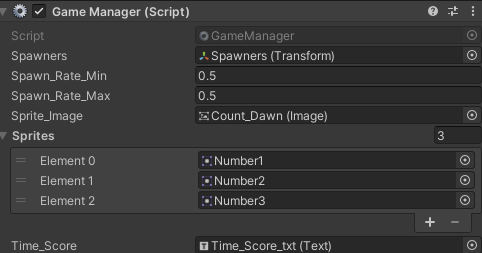 Game Manager (Script)
Script GameManager
Spawners Spawners (Transform)
Spawn_Rate_Min 0.5
Spawn_Rate_Max 0.5
Sprite_Image Count_Dawn (Image)
Sprites 3
Element 0 Number1
Element 1 Number2
Element 2 Number3
Time_Score Time_Score_txt (Text)